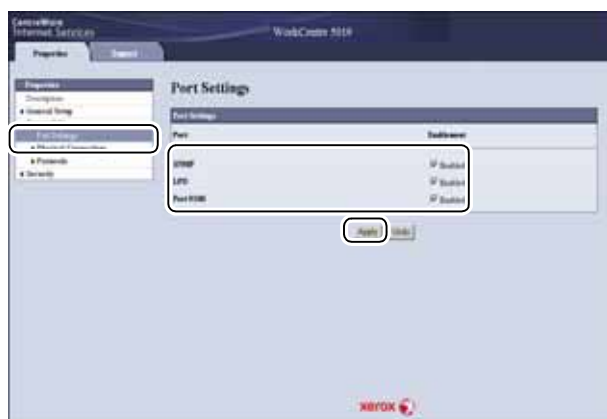 CentreWare
Internet Services
WorkCentre 5019
Properties
Support
Properties
Description
General Setup
Port Settings
Physical Connections
Protocols
Security
Port Settings
Port Settings
Port
Enablement
SNMP
Enabled
LPD
Enabled
Port 9100
Enabled
Apply
Undo
xerox